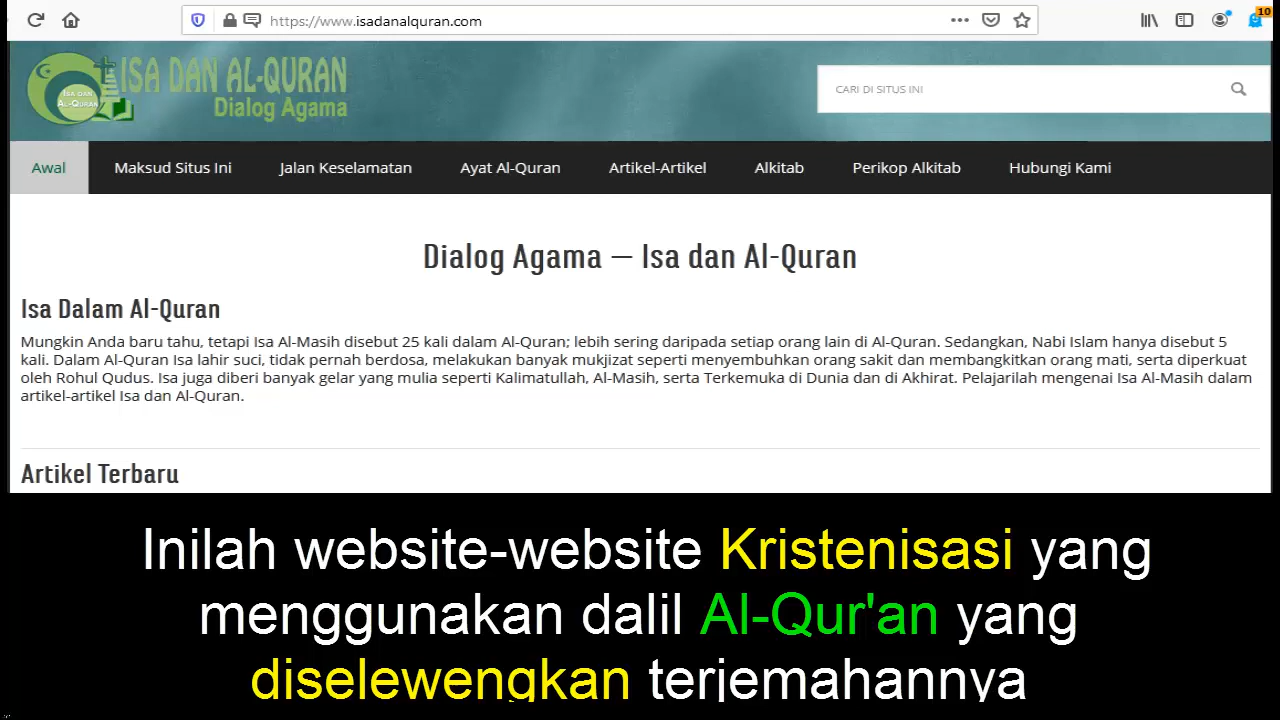 https://www.isadanalquran.com
10
ISA DAN AL-QURAN
Dialog Agama
ISA DAN
AL-QURAN
CARI DI SITUS INI
Awal Maksud Situs Ini Jalan Keselamatan Ayat Al-Quran Artikel-Artikel Alkitab Perikop Alkitab Hubungi Kami
Dialog Agama — Isa dan Al-Quran
Isa Dalam Al-Quran
Mungkin Anda baru tahu, tetapi Isa Al-Masih disebut 25 kali dalam Al-Quran; lebih sering daripada setiap orang lain di Al-Quran. Sedangkan, Nabi Islam hanya disebut 5
kali. Dalam Al-Quran Isa lahir suci, tidak pernah berdosa, melakukan banyak mukjizat seperti menyembuhkan orang sakit dan membangkitkan orang mati, serta diperkuat
oleh Rohul Qudus. Isa juga diberi banyak gelar yang mulia seperti Kalimatullah, Al-Masih, serta Terkemuka di Dunia dan di Akhirat. Pelajarilah mengenai Isa Al-Masih dalam
artikel-artikel Isa dan Al-Quran.
Artikel Terbaru
Inilah website-website Kristenisasi yang
menggunakan dalil Al-Qur'an yang
diselewengkan terjemahannya